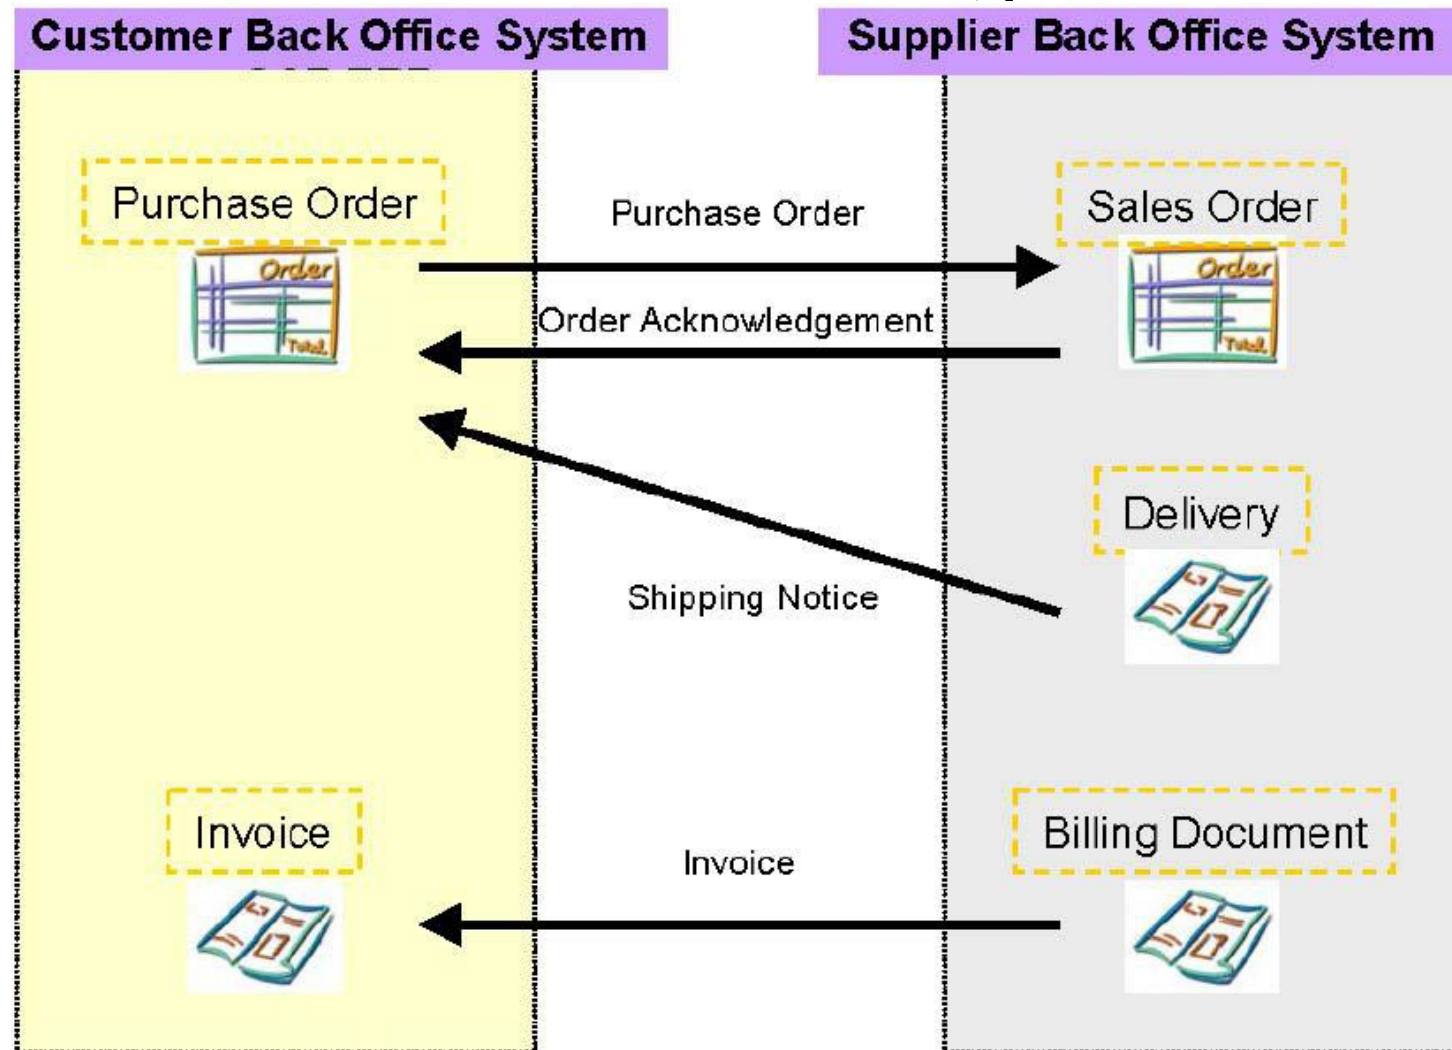 Customer Back Office System
Supplier Back Office System
Purchase Order
Purchase Order
Sales Order
Order
Total
Order
Total
Order Acknowledgement
Delivery
Shipping Notice
Invoice
Invoice
Billing Document